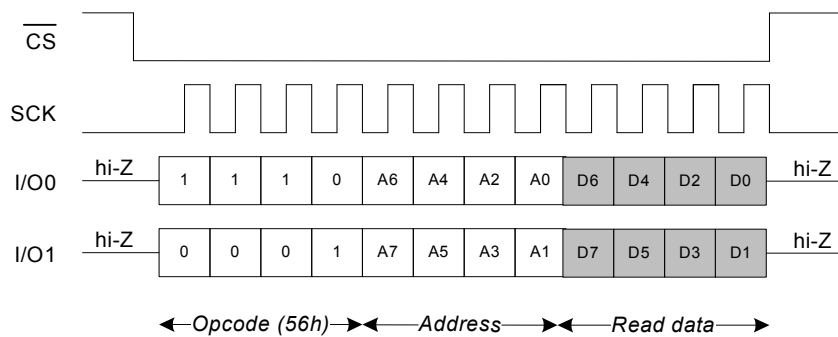 CS
SCK
hi-Z hi-Z
I/O0 1 1 1 0 A6 A4 A2 A0 D6 D4 D2 D0
hi-Z hi-Z
I/O1 0 0 0 1 A7 A5 A3 A1 D7 D5 D3 D1
Opcode (56h) Address Read data